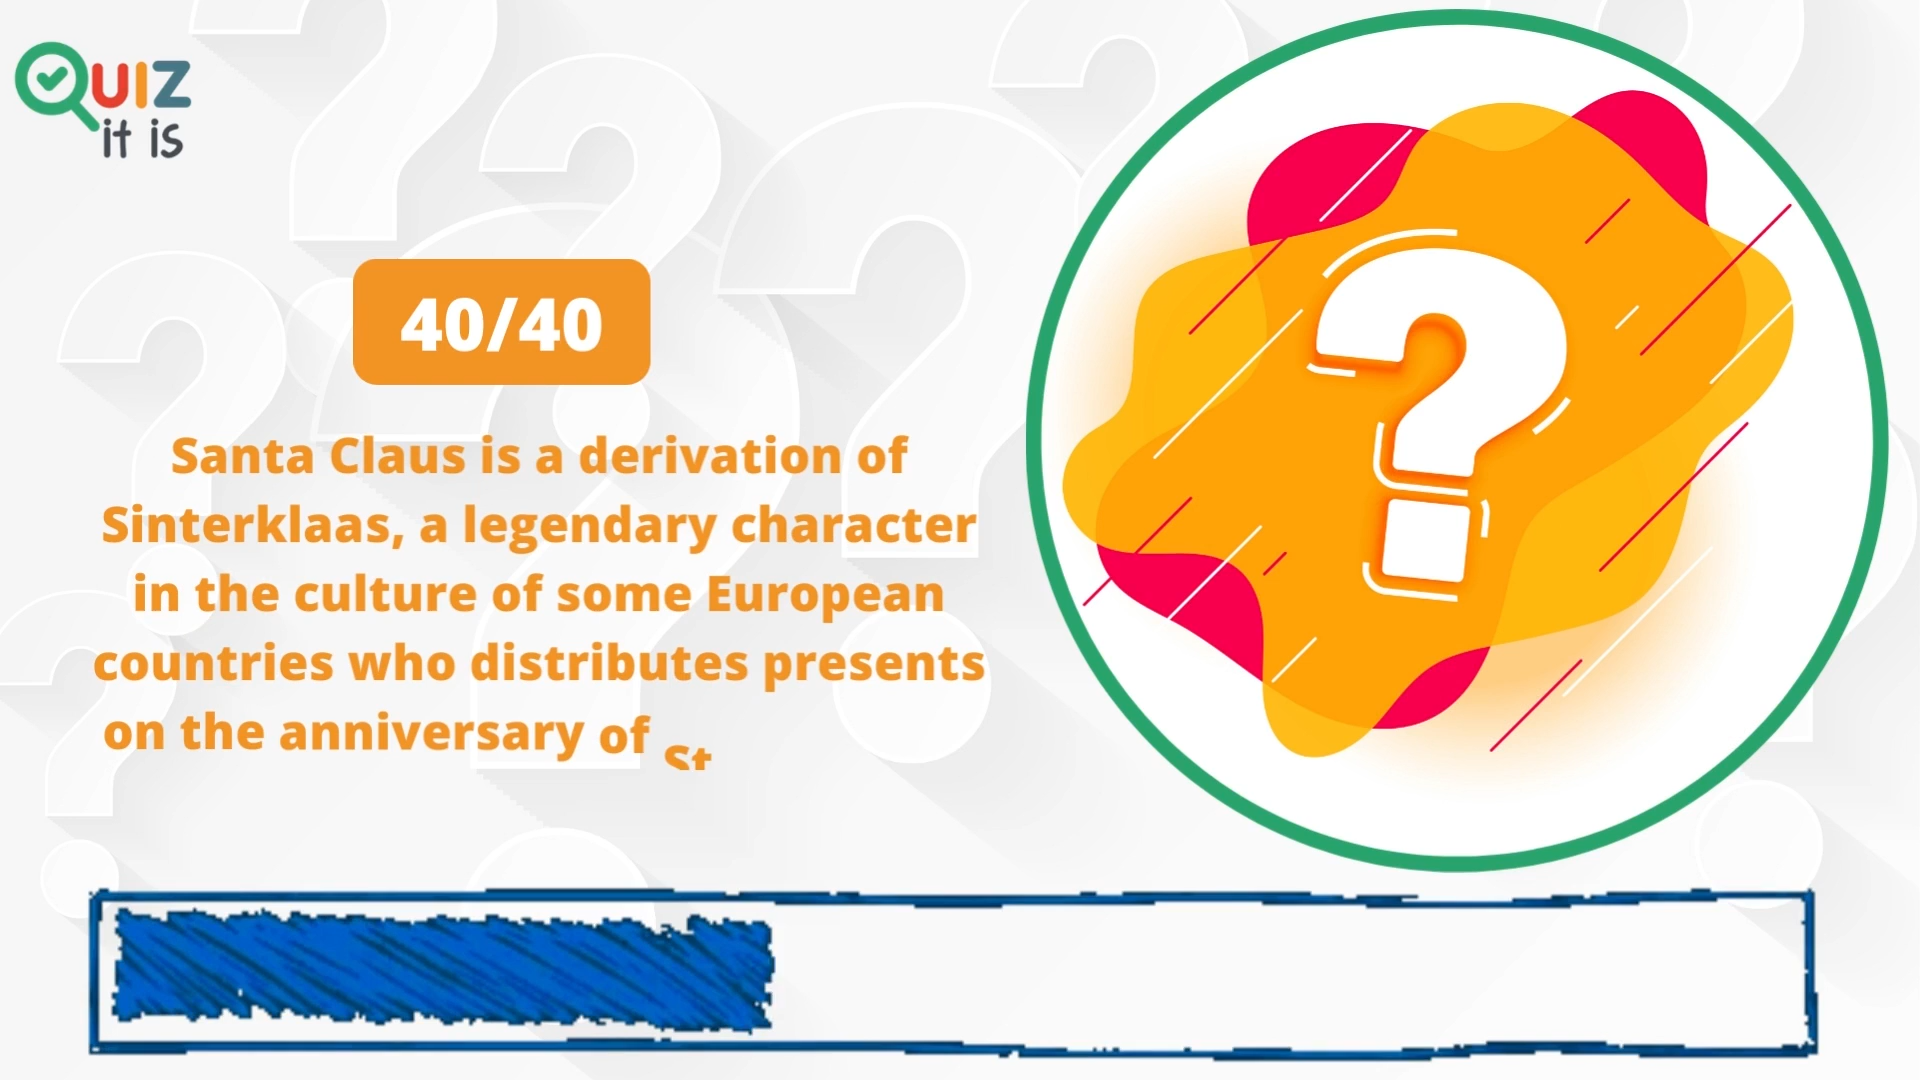 QUIZ
it is
40/40
Santa Claus is a derivation of
Sinterklaas, a legendary character
in the culture of some European
countries who distributes presents
on the anniversary of St